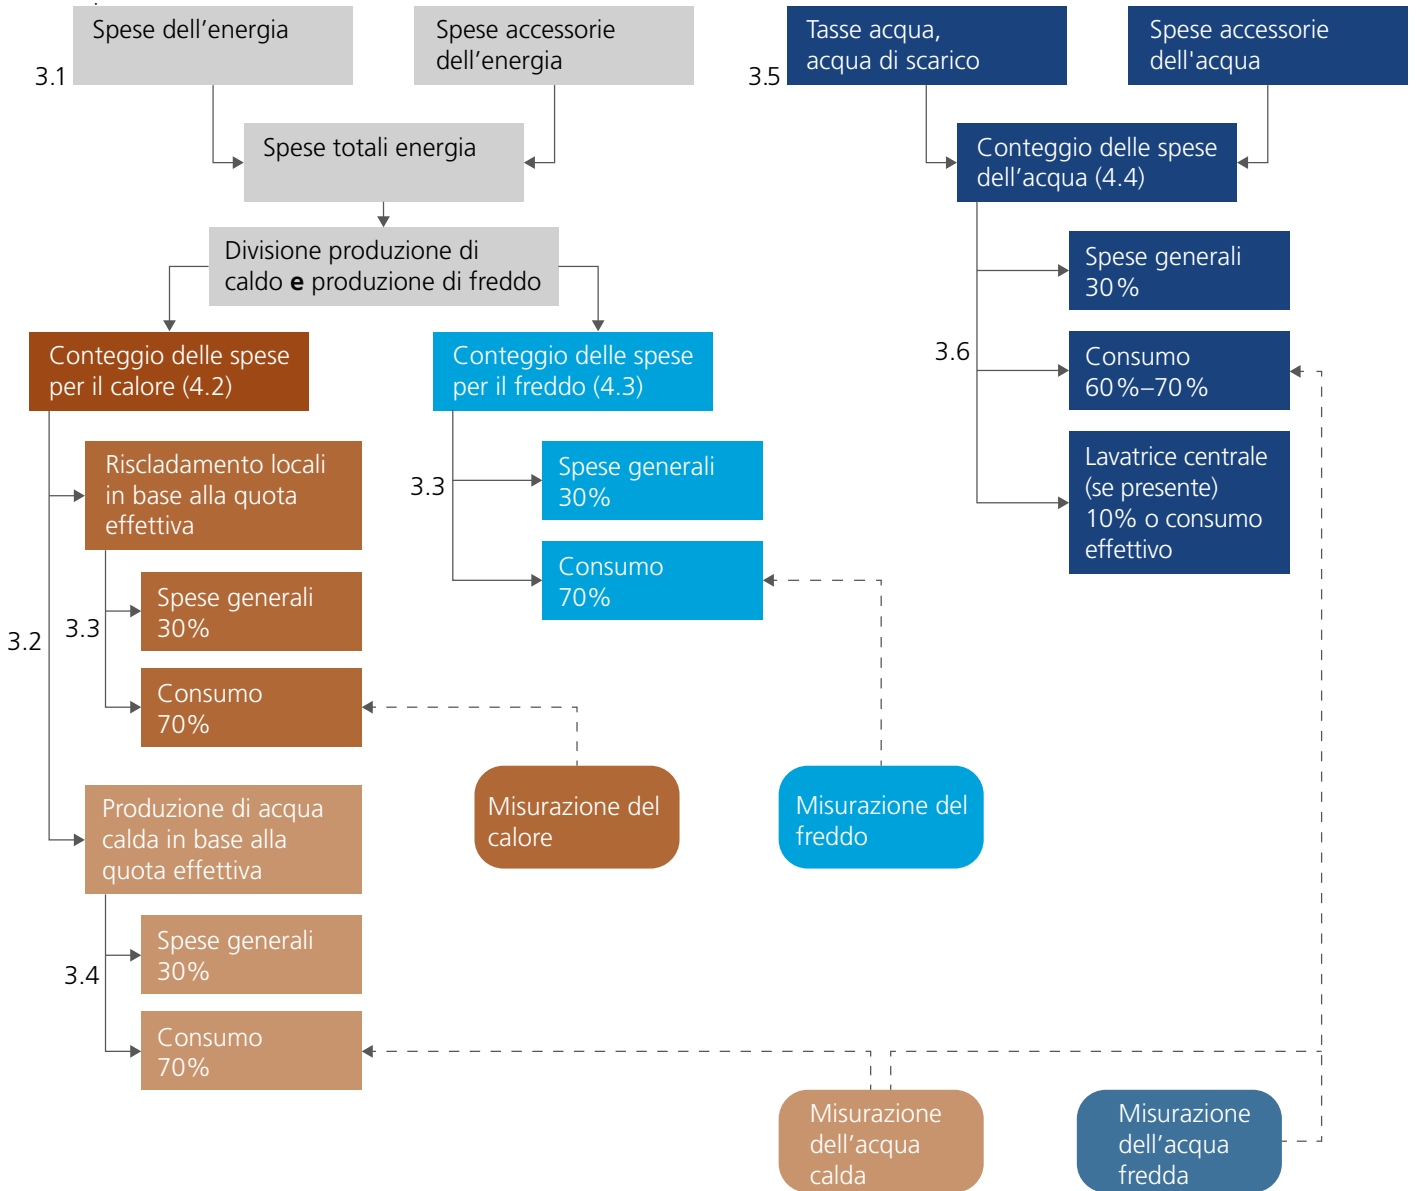 Spese dell’energia
Spese accessorie
dell’energia
3.1
Spese totali energia
Divisione produzione di
caldo e produzione di freddo
Tasse acqua,
acqua di scarico
Spese accessorie
dell'acqua
3.5
Conteggio delle spese
dell’acqua (4.4)
Spese generali
30%
3.6
Consumo
60%–70%
Lavatrice centrale
(se presente)
10% o consumo
effettivo
Conteggio delle spese
per il calore (4.2)
Riscladamento locali
in base alla quota
effettiva
3.2
3.3
Spese generali
30%
Consumo
70%
Produzione di acqua
calda in base alla
quota effettiva
3.4
Spese generali
30%
Consumo
70%
Conteggio delle spese
per il freddo (4.3)
3.3
Spese generali
30%
Consumo
70%
Misurazione del
calore
Misurazione del
freddo
Misurazione
dell’acqua
calda
Misurazione
dell’acqua
fredda